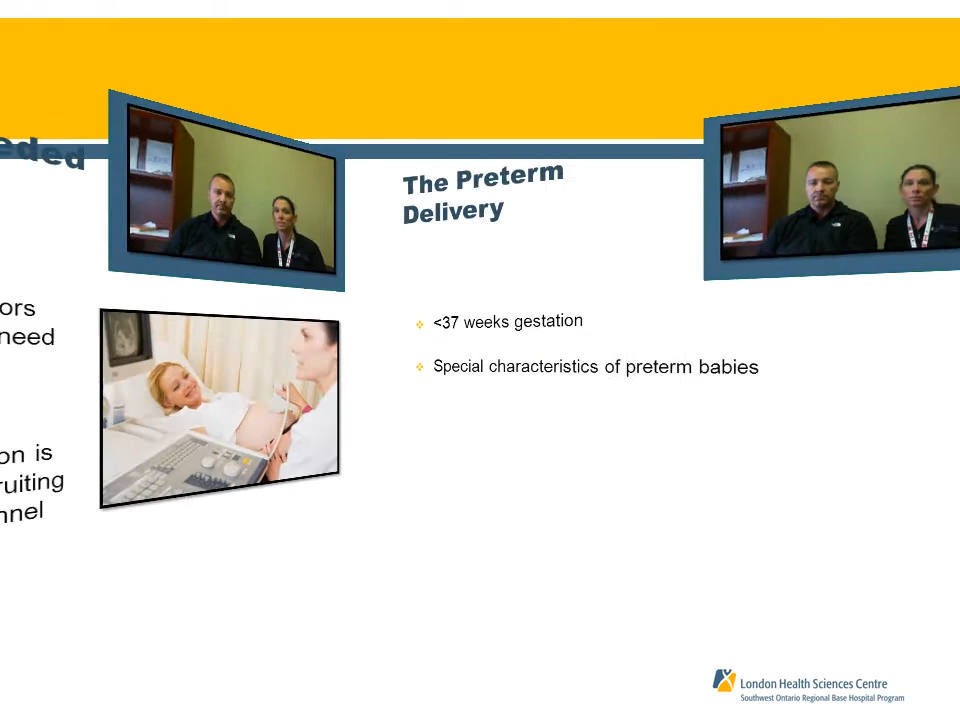 eded
ors
need
on is
ruiting
nnel
The Preterm
Delivery
<37 weeks gestation
Special characteristics of preterm babies
London Health Sciences Centre
Southwest Ontario Regional Base Hospital Program